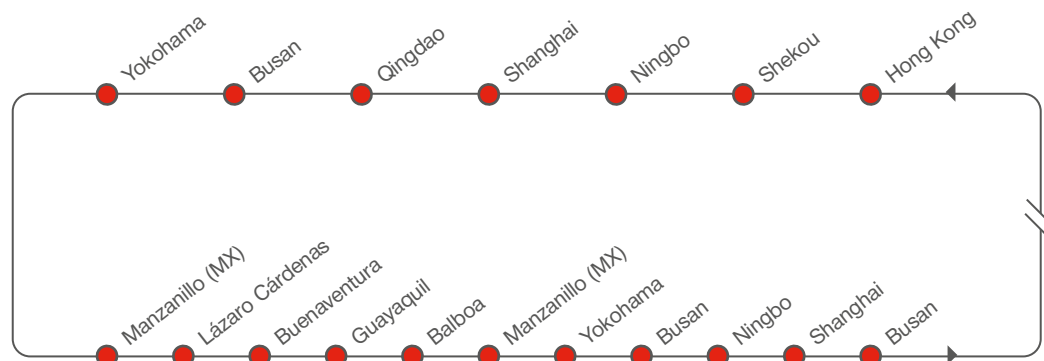 Yokohama
Busan
Qingdao
Shanghai
Ningbo
Shekou
Hong Kong
Manzanillo (MX)
Lázaro Cárdenas
Buenaventura
Guayaquil
Balboa
Manzanillo (MX)
Yokohama
Busan
Ningbo
Shanghai
Busan